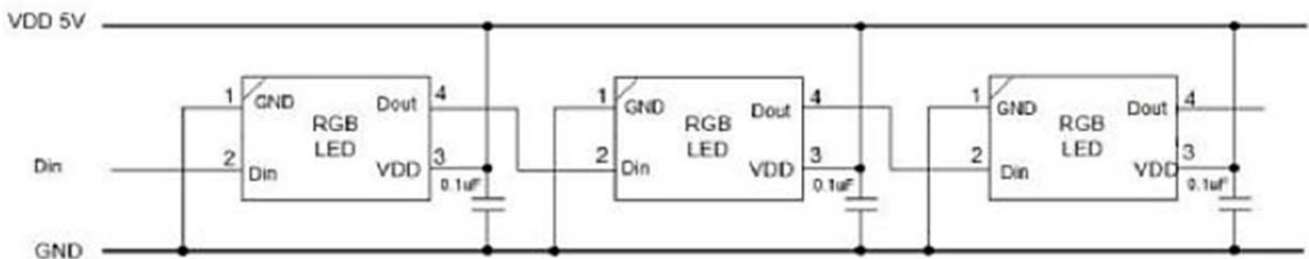 VDD 5V
1 GND RGB LED Dout 4
2 Din VDD 3
0.1uF
1 GND RGB LED Dout 4
2 Din VDD 3
0.1uF
1 GND RGB LED Dout 4
2 Din VDD 3
0.1uF
Din
GND